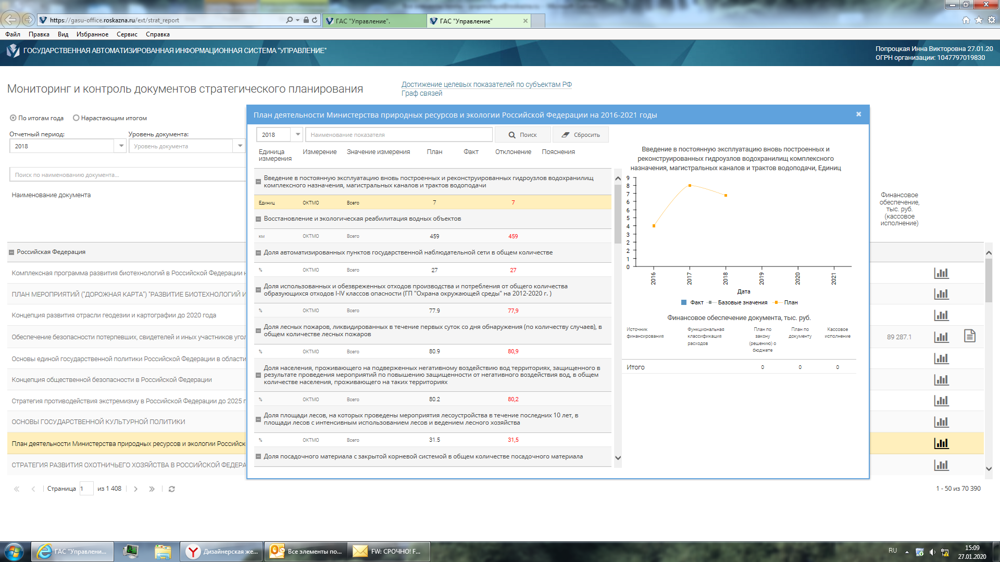 https://gasu-office.roskazna.ru/ext/strat_report
ГАС "Управление".
ГАС "Управление"
Файл Правка Вид Избранное Сервис Справка
ГОСУДАРСТВЕННАЯ АВТОМАТИЗИРОВАННАЯ ИНФОРМАЦИОННАЯ СИСТЕМА "УПРАВЛЕНИЕ"
Попроцкая Инна Викторовна 27.01.20
ОГРН организации: 1047797019830
Мониторинг и контроль документов стратегического планирования
Достижение целевых показателей по субъектам РФ
Граф связей
По итогам года Нарастающим итогом
Отчетный период: Уровень документа:
2018 Уровень документа
Поиск по наименованию документа...
Наименование документа
Финансовое
обеспечение,
тыс. руб.
(кассовое
исполнение)
Российская Федерация
Комплексная программа развития биотехнологий в Российской Федерации
ПЛАН МЕРОПРИЯТИЙ ("ДОРОЖНАЯ КАРТА") "РАЗВИТИЕ БИОТЕХНОЛОГИЙ И
Концепция развития отрасли геодезии и картографии до 2020 года
Обеспечение безопасности потерпевших, свидетелей и иных участников угол
89 287.1
Основы единой государственной политики Российской Федерации в области
Концепция общественной безопасности в Российской Федерации
Стратегия противодействия экстремизму в Российской Федерации до 2025 г
ОСНОВЫ ГОСУДАРСТВЕННОЙ КУЛЬТУРНОЙ ПОЛИТИКИ
План деятельности Министерства природных ресурсов и экологии Российск
СТРАТЕГИЯ РАЗВИТИЯ ОХОТНИЧЬЕГО ХОЗЯЙСТВА В РОССИЙСКОЙ ФЕДЕРА
Страница 1 из 1 408
1 - 50 из 70 390
План деятельности Министерства природных ресурсов и экологии Российской Федерации на 2016-2021 годы
2018 Наименование показателя Поиск Сбросить
Единица измерения Измерение Значение измерения План Факт Отклонение Пояснения
Введение в постоянную эксплуатацию вновь построенных и реконструированных гидроузлов водохранилищ
комплексного назначения, магистральных каналов и трактов водоподачи
Единиц ОКТМО Всего 7 7
Восстановление и экологическая реабилитация водных объектов
км ОКТМО Всего 459 459
Доля автоматизированных пунктов государственной наблюдательной сети в общем количестве
% ОКТМО Всего 27 27
Доля использованных и обезвреженных отходов производства и потребления от общего количества
образующихся отходов I-IV классов опасности (ГП "Охрана окружающей среды" на 2012-2020 г. )
% ОКТМО Всего 77.9 77,9
Доля лесных пожаров, ликвидированных в течение первых суток со дня обнаружения (по количеству случаев), в
общем количестве лесных пожаров
% ОКТМО Всего 80.9 80,9
Доля населения, проживающего на подверженных негативному воздействию вод территориях, защищенного в
результате проведения мероприятий по повышению защищенности от негативного воздействия вод, в общем
количестве населения, проживающего на таких территориях
% ОКТМО Всего 80.2 80,2
Доля площади лесов, на которых проведены мероприятия лесоустройства в течение последних 10 лет, в
площади лесов с интенсивным использованием лесов и ведением лесного хозяйства
% ОКТМО Всего 31.5 31,5
Доля посадочного материала с закрытой корневой системой в общем количестве посадочного материала
Введение в постоянную эксплуатацию вновь построенных и
реконструированных гидроузлов водохранилищ комплексного
назначения, магистральных каналов и трактов водоподачи, Единиц
9
8
7
6
5
4
3
2
1
0
2016 2017 2018 2019 2020 2021
Дата
Факт Базовые значения План
Финансовое обеспечение документа, тыс. руб.
Источник финансирования Функциональная классификация расходов План по закону (решению) о бюджете План по документу Кассовое исполнение
Итого 0 0 0
ГАС "Управлени...
Дизайнерская же...
Все элементы по...
FW: СРОЧНО! F...
RU
15:09
27.01.2020